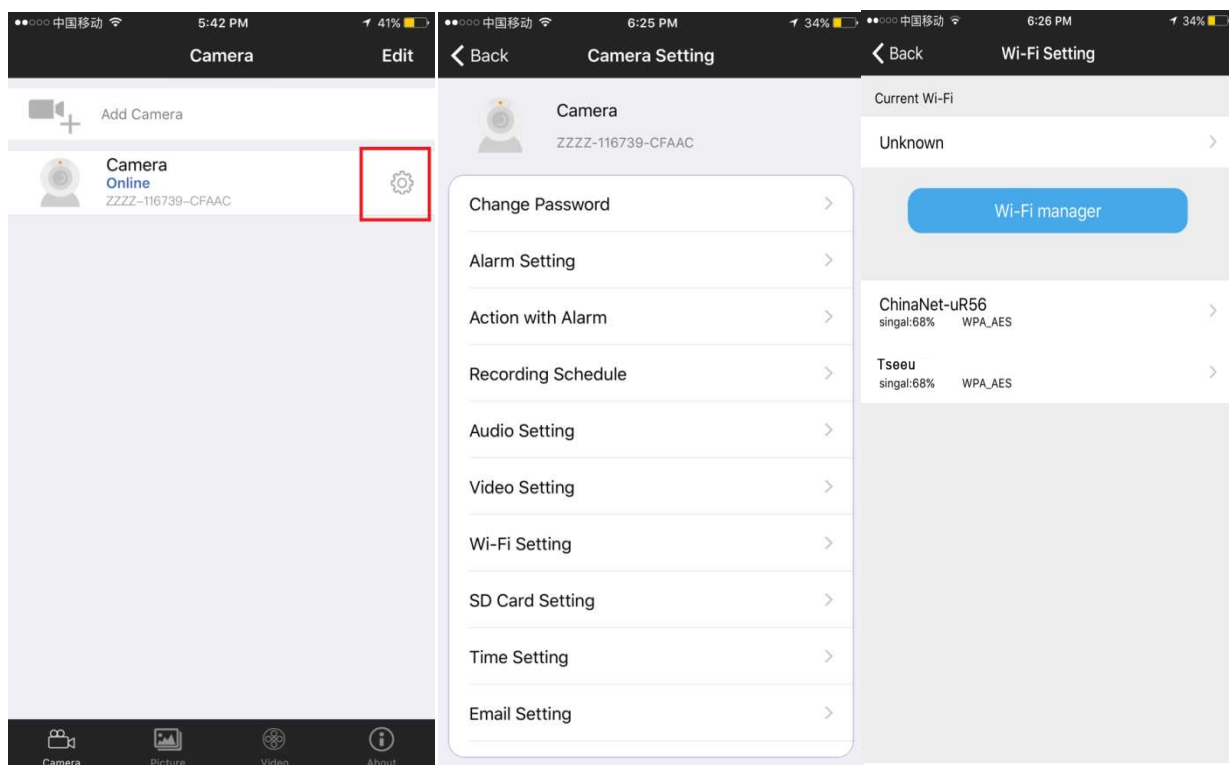 中国移动 5:42 PM 41%
Camera Edit
Add Camera
Camera
Online
ZZZZ-116739-CFAAC
Camera Picture Video About
中国移动 6:25 PM 34%
Back Camera Setting
Camera
ZZZZ-116739-CFAAC
Change Password
Alarm Setting
Action with Alarm
Recording Schedule
Audio Setting
Video Setting
Wi-Fi Setting
SD Card Setting
Time Setting
Email Setting
中国移动 6:26 PM 34%
Back Wi-Fi Setting
Current Wi-Fi
Unknown
Wi-Fi manager
ChinaNet-uR56
singal:68% WPA_AES
Tseeu
singal:68% WPA_AES